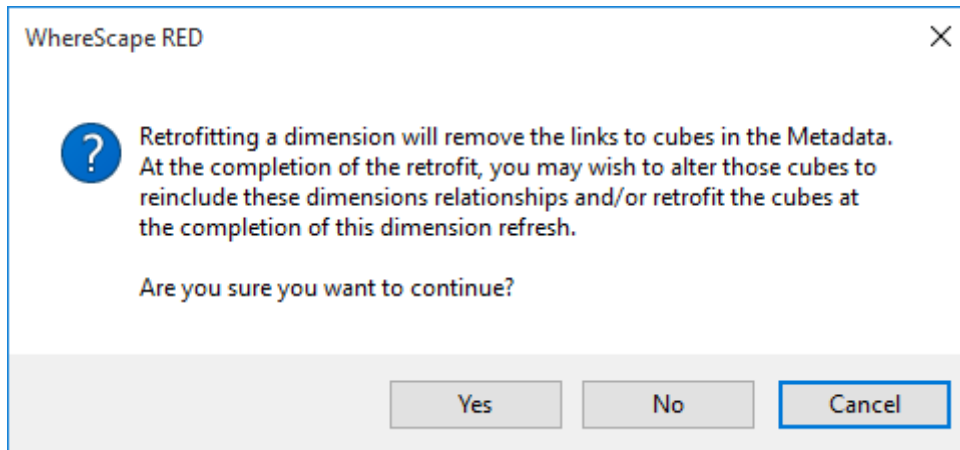 WhereScape RED
Retrofitting a dimension will remove the links to cubes in the Metadata.
At the completion of the retrofit, you may wish to alter those cubes to
reinclude these dimensions relationships and/or retrofit the cubes at
the completion of this dimension refresh.
Are you sure you want to continue?
Yes
No
Cancel